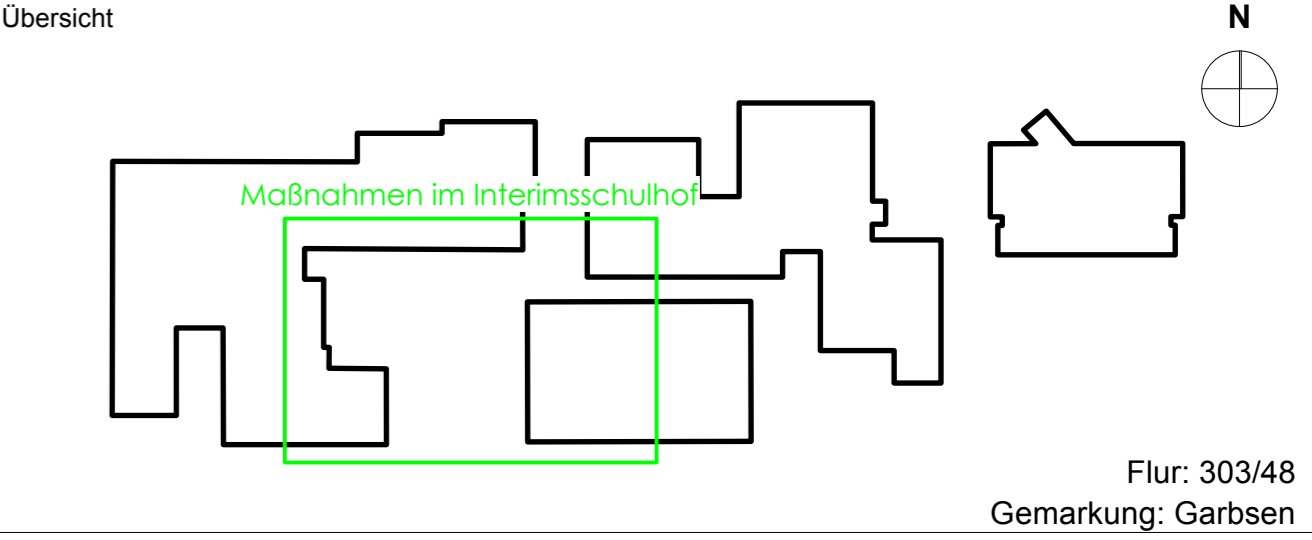 Übersicht
N
Maßnahmen im Interimsschulhof
Flur: 303/48
Gemarkung: Garbsen